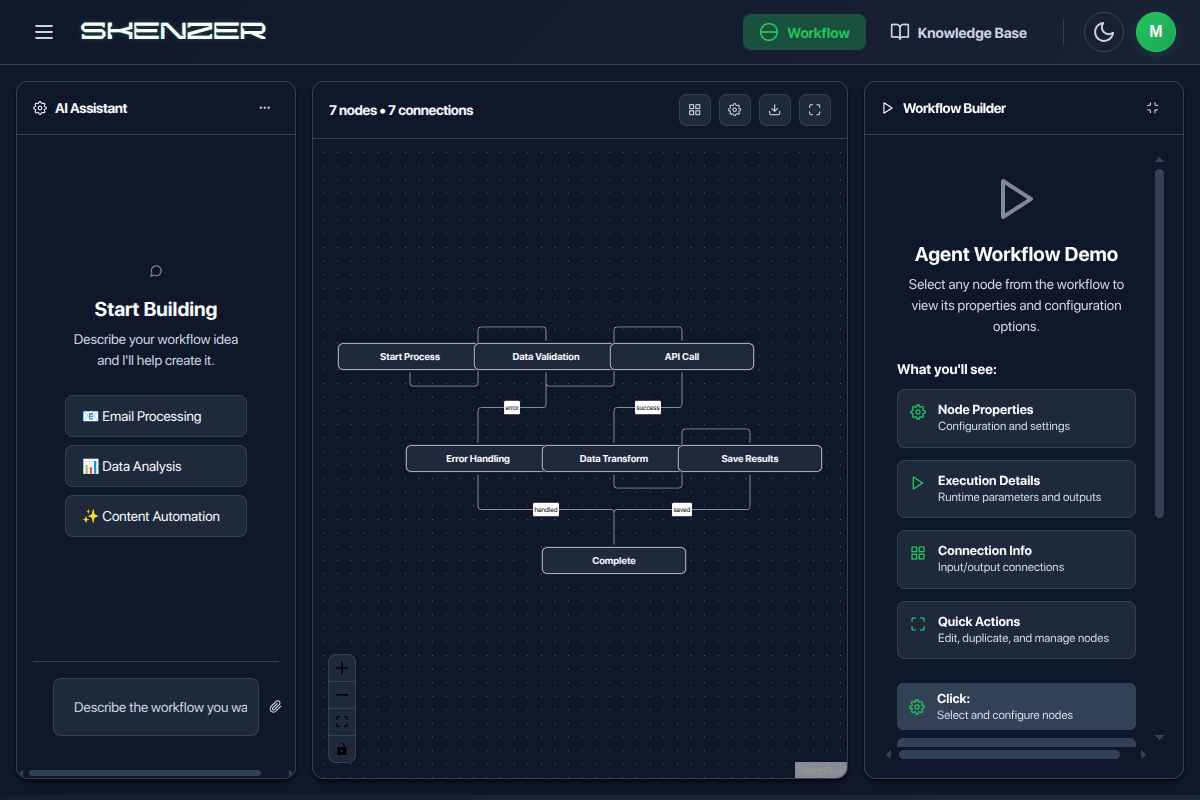 SKENZER
Workflow
Knowledge Base
M
AI Assistant
Start Building
Describe your workflow idea
and I'll help create it.
📧 Email Processing
📊 Data Analysis
✨ Content Automation
Describe the workflow you wa
7 nodes • 7 connections
Start Process
Data Validation
API Call
error
success
Error Handling
Data Transform
Save Results
handled
saved
Complete
React Flow
Workflow Builder
Agent Workflow Demo
Select any node from the workflow to
view its properties and configuration
options.
What you'll see:
Node Properties
Configuration and settings
Execution Details
Runtime parameters and outputs
Connection Info
Input/output connections
Quick Actions
Edit, duplicate, and manage nodes
Click:
Select and configure nodes